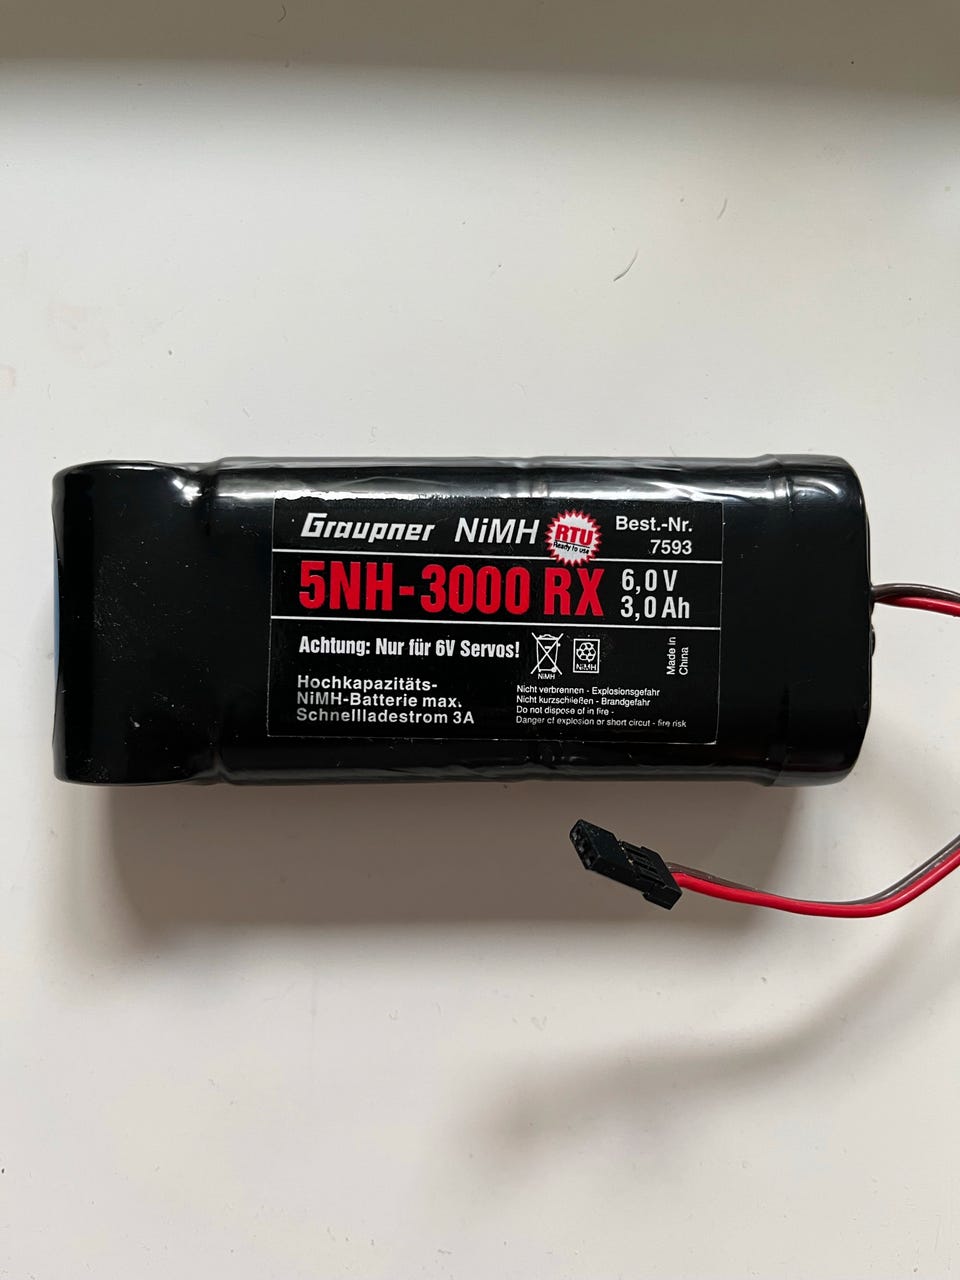 Graupner NiMH
RTU
Ready to use
Best.-Nr.
7593
5NH-3000 RX
6,0 V
3,0 Ah
Achtung: Nur für 6V Servos!
NiMH
NiMH
Made in
China
Hochkapazitäts-
NiMH-Batterie max.
Schnellladestrom 3A
Nicht verbrennen - Explosionsgefahr
Nicht kurzschließen - Brandgefahr
Do not dispose of in fire -
Danger of explosion or short circut - fire risk